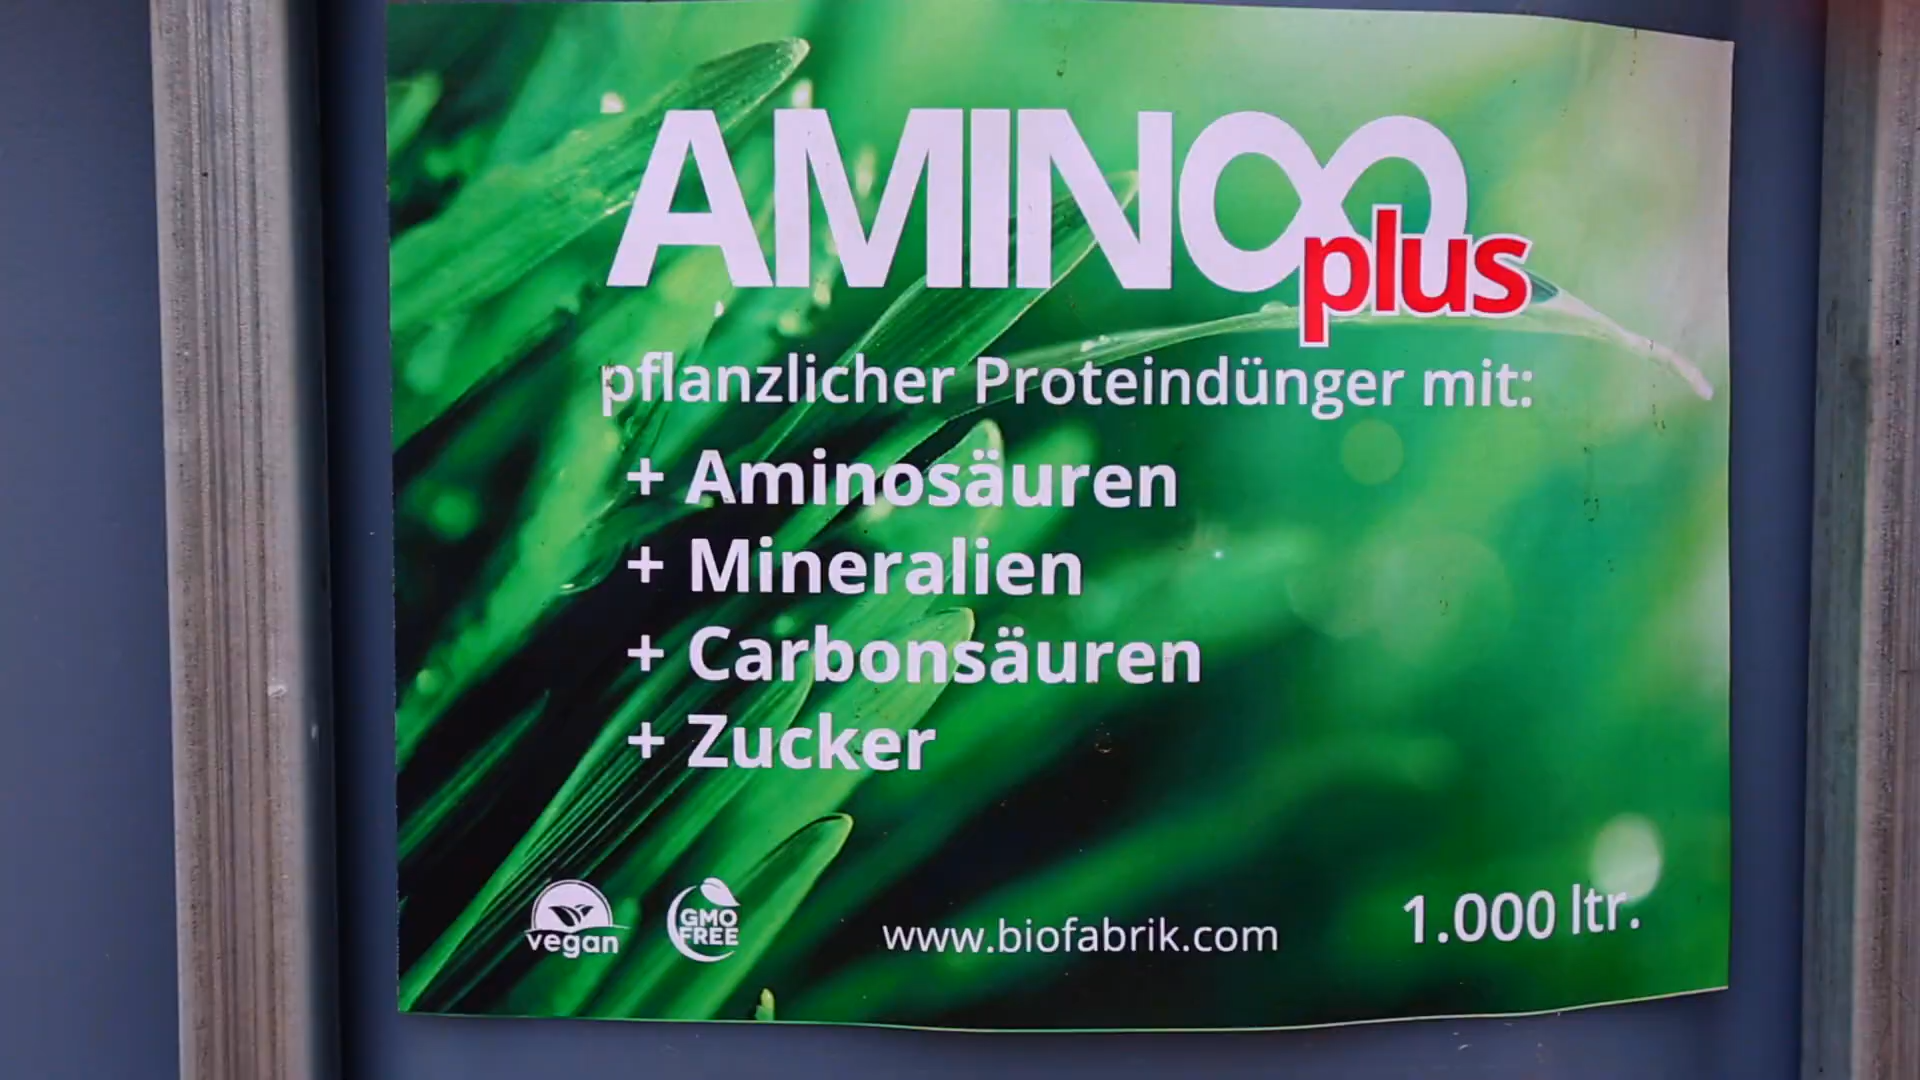 AMINO
plus
pflanzlicher Proteindünger mit:
+ Aminosäuren
+ Mineralien
+ Carbonsäuren
+ Zucker
vegan
GMO
FREE
www.biofabrik.com
1.000 ltr.